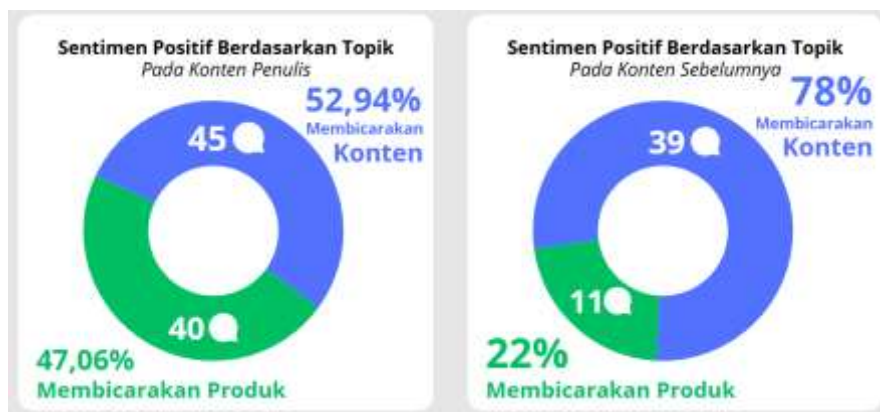 Sentimen Positif Berdasarkan Topik
Pada Konten Penulis
52,94%
Membicarakan
Konten
45
40
47,06%
Membicarakan Produk
Sentimen Positif Berdasarkan Topik
Pada Konten Sebelumnya
78%
Membicarakan
Konten
39
11
22%
Membicarakan Produk